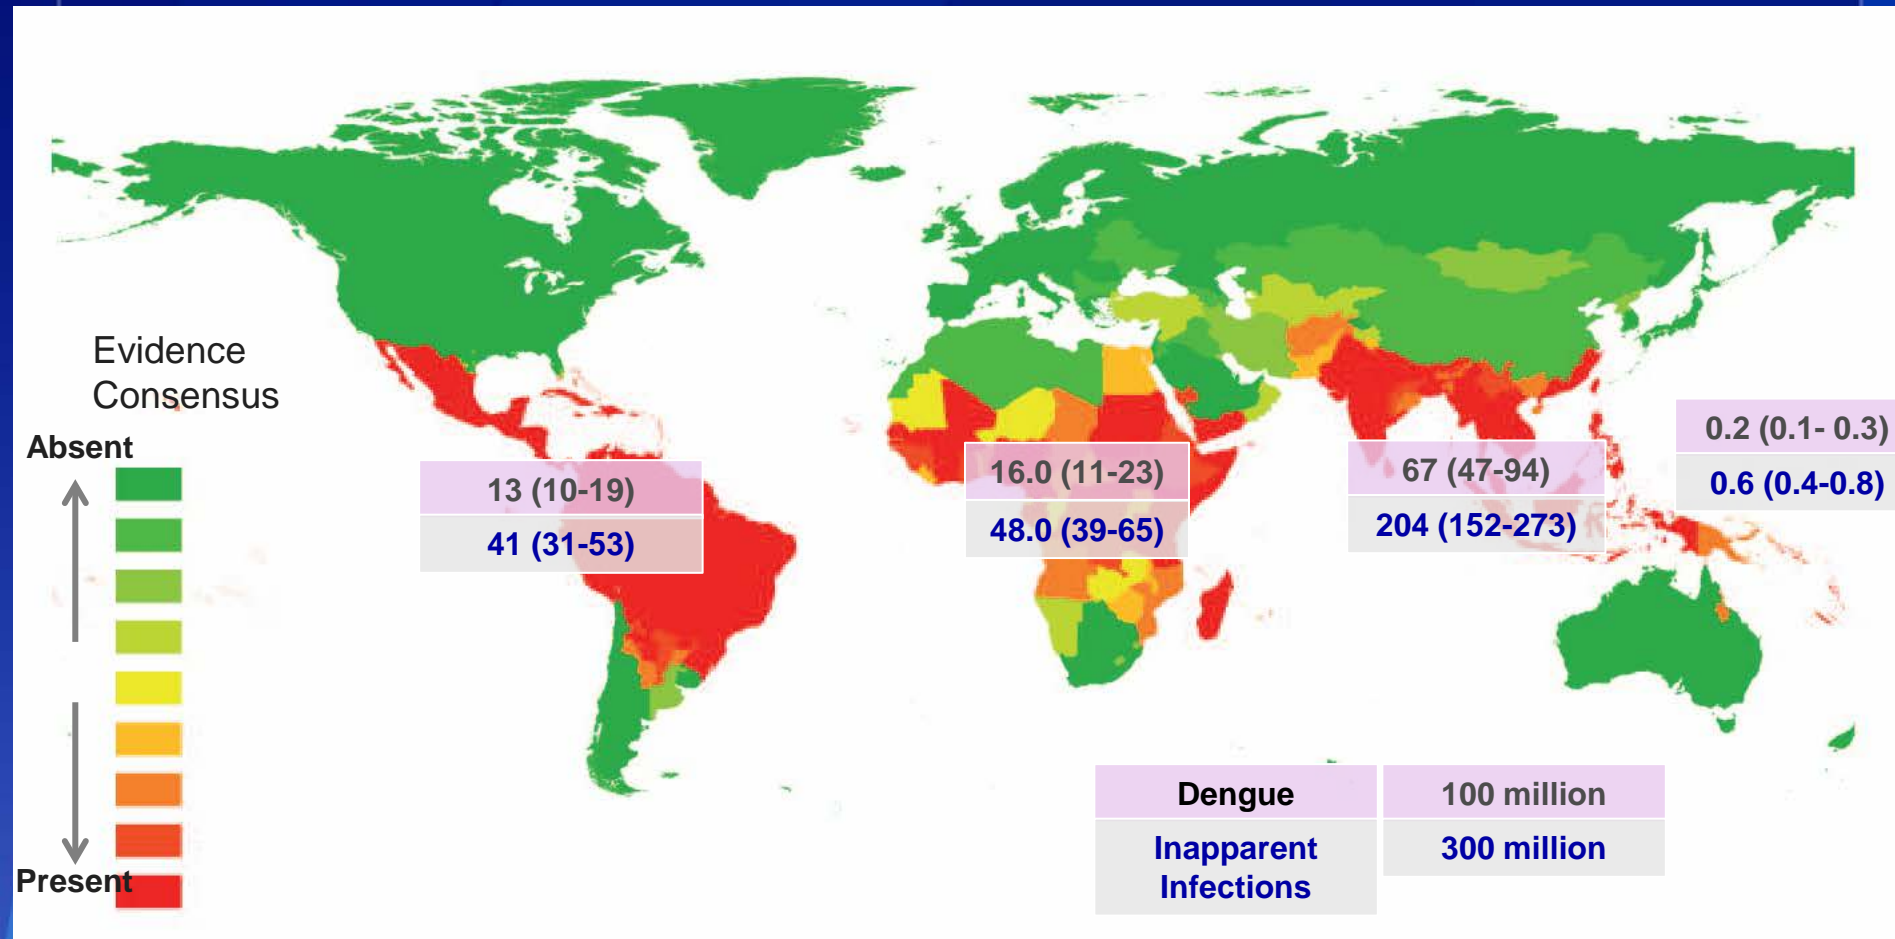 Evidence
Consensus
Absent
Present
13 (10-19)
41 (31-53)
16.0 (11-23)
48.0 (39-65)
67 (47-94)
204 (152-273)
0.2 (0.1- 0.3)
0.6 (0.4-0.8)
Dengue 100 million
Inapparent 300 million
Infections